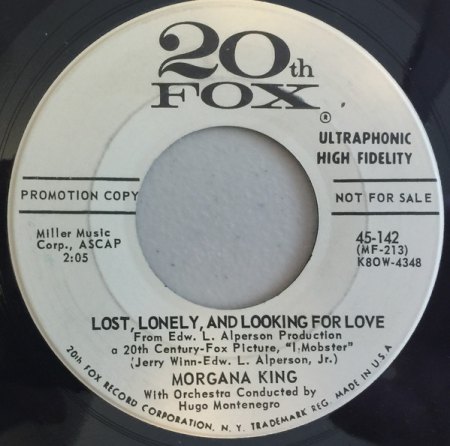 20th
FOX
®
ULTRAPHONIC
HIGH FIDELITY
PROMOTION COPY
NOT FOR SALE
Miller Music
Corp., ASCAP
2:05
45-142
(MF-213)
K8OW-4348
LOST, LONELY, AND LOOKING FOR LOVE
From Edw. L. Alperson Production
a 20th Century-Fox Picture, "I-Mobster"
(Jerry Winn-Edw. L. Alperson, Jr.)
MORGANA KING
With Orchestra Conducted by
Hugo Montenegro
20th FOX RECORD CORPORATION, N. Y. TRADEMARK REG. MADE IN U.S.A